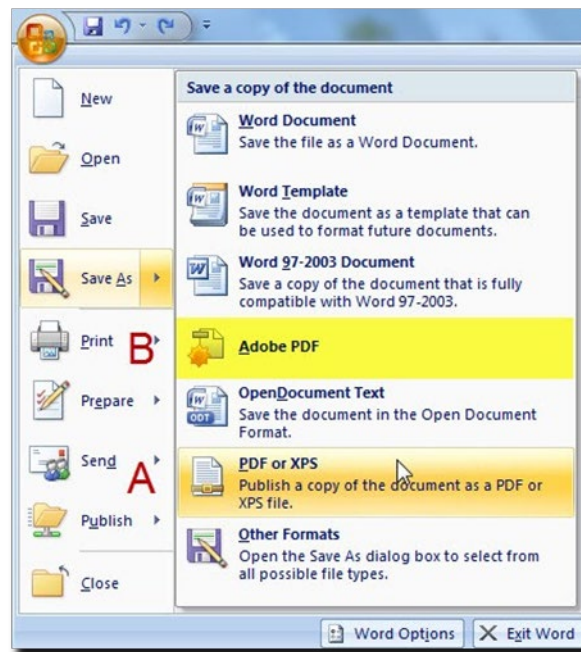 Save a copy of the document
New
Open
Save
Save As
Print
B
Prepare
Send
A
Publish
Close
Word Document
Save the file as a Word Document.
Word Template
Save the document as a template that can
be used to format future documents.
Word 97-2003 Document
Save a copy of the document that is fully
compatible with Word 97-2003.
Adobe PDF
OpenDocument Text
Save the document in the Open Document
Format.
ODT
PDF or XPS
Publish a copy of the document as a PDF or
XPS file.
Other Formats
Open the Save As dialog box to select from
all possible file types.
Word Options
Exit Word